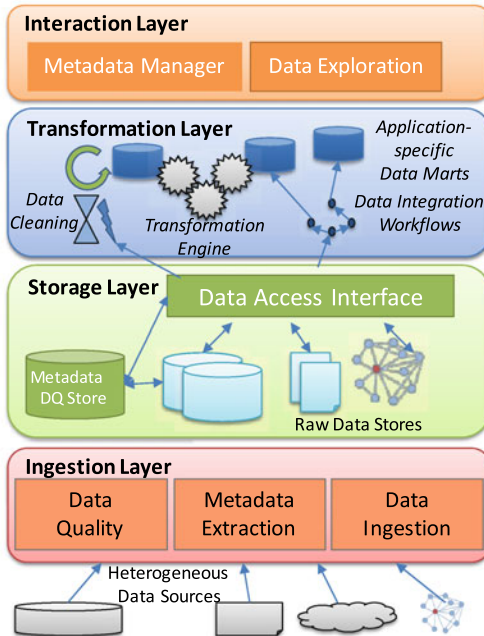 Interaction Layer
Metadata Manager
Data Exploration
Transformation Layer
Application-
specific
Data Marts
Data
Cleaning
Transformation
Engine
Data Integration
Workflows
Storage Layer
Data Access Interface
Metadata
DQ Store
Raw Data Stores
Ingestion Layer
Data
Quality
Metadata
Extraction
Data
Ingestion
Heterogeneous
Data Sources